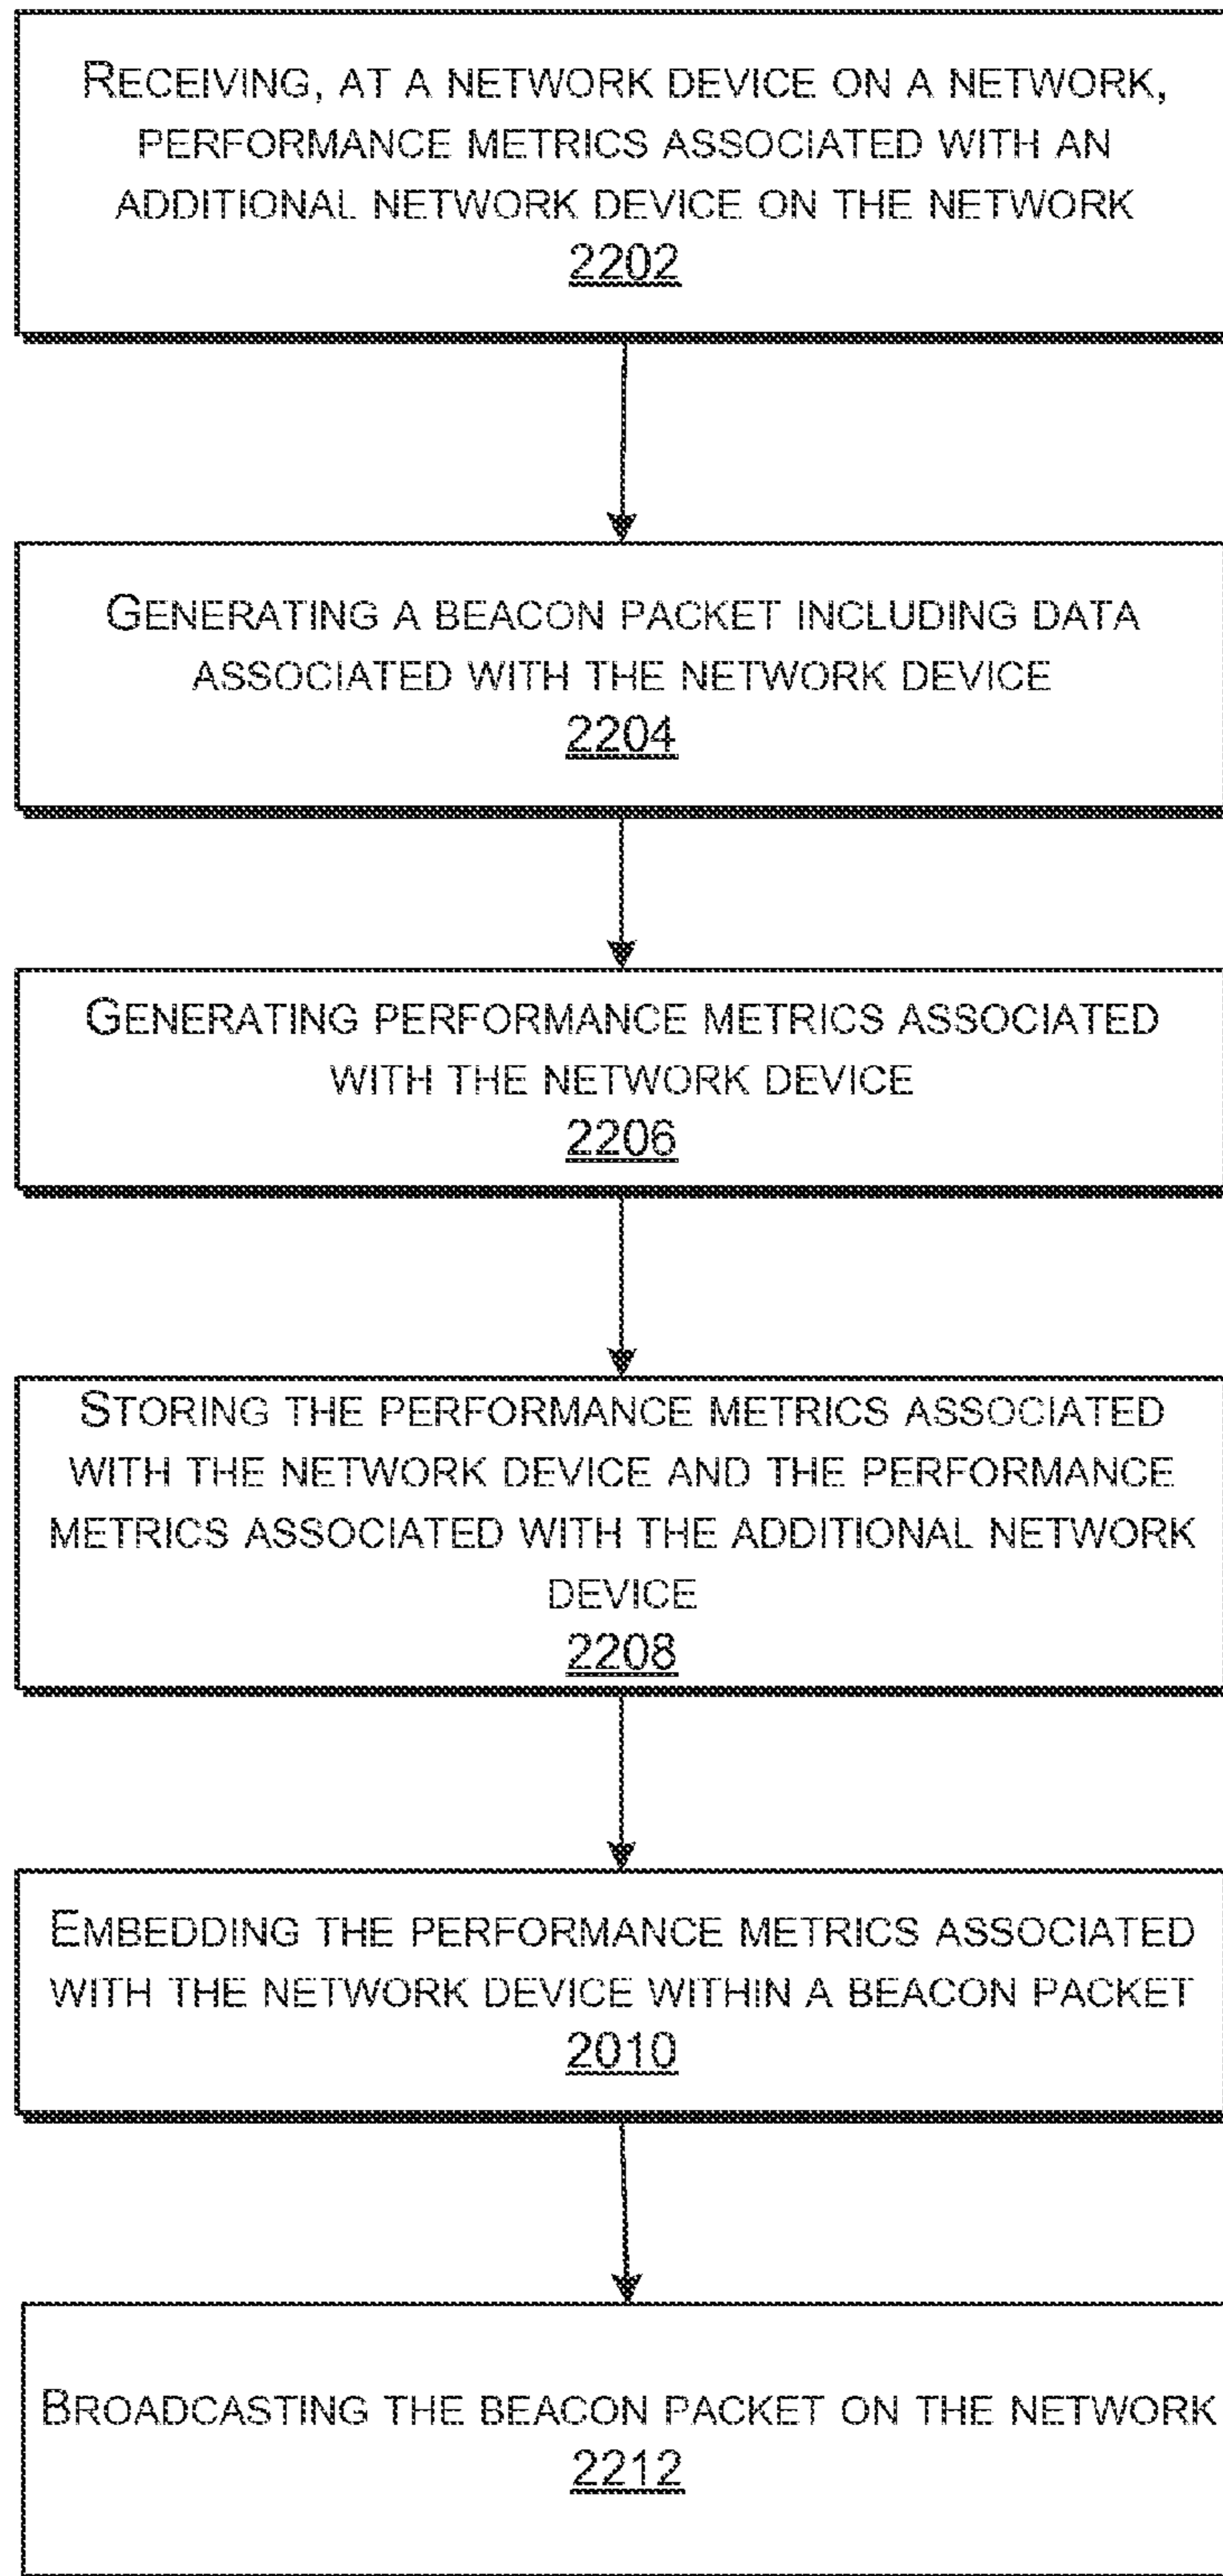 RECEIVING, AT A NETWORK DEVICE ON A NETWORK,
PERFORMANCE METRICS ASSOCIATED WITH AN
ADDITIONAL NETWORK DEVICE ON THE NETWORK
2202
GENERATING A BEACON PACKET INCLUDING DATA
ASSOCIATED WITH THE NETWORK DEVICE
2204
GENERATING PERFORMANCE METRICS ASSOCIATED
WITH THE NETWORK DEVICE
2206
STORING THE PERFORMANCE METRICS ASSOCIATED
WITH THE NETWORK DEVICE AND THE PERFORMANCE
METRICS ASSOCIATED WITH THE ADDITIONAL NETWORK
DEVICE
2208
EMBEDDING THE PERFORMANCE METRICS ASSOCIATED
WITH THE NETWORK DEVICE WITHIN A BEACON PACKET
2010
BROADCASTING THE BEACON PACKET ON THE NETWORK
2212